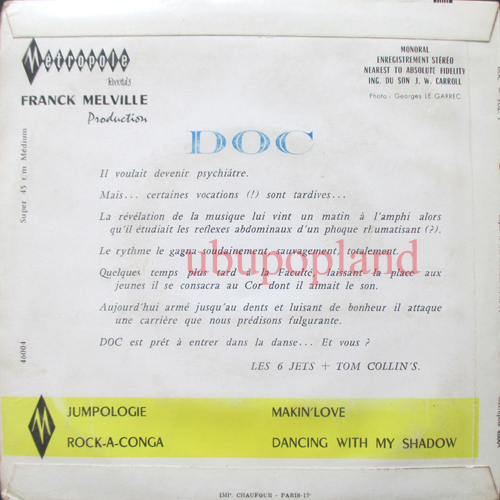 Métropole
Records
FRANCK MELVILLE
Production
MONORAL
ENREGISTREMENT STÉRÉO
NEAREST TO ABSOLUTE FIDELITY
ING. DU SON J. W. CARROLL
Photo : Georges LE GARREC
Super 45 t/m Médium
DOC
Il voulait devenir psychiâtre.
Mais... certaines vocations (!) sont tardives...
La révélation de la musique lui vint un matin à l'amphi alors
qu'il étudiait les reflexes abdominaux d'un phoque rhumatisant (?).
Le rythme le gagna soudainement, sauvagement, totalement.
ubupopland
Quelques temps plus tard à la Faculté, laissant la place aux
jeunes il se consacra au Cor dont il aimait le son.
Aujourd'hui armé jusqu'au dents et luisant de bonheur il attaque
une carrière que nous prédisons fulgurante.
DOC est prêt à entrer dans la danse... Et vous ?
LES 6 JETS + TOM COLLIN'S.
46004
JUMPOLOGIE
MAKIN'LOVE
ROCK-A-CONGA
DANCING WITH MY SHADOW
IMP. CHAUFOUR - PARIS-17e